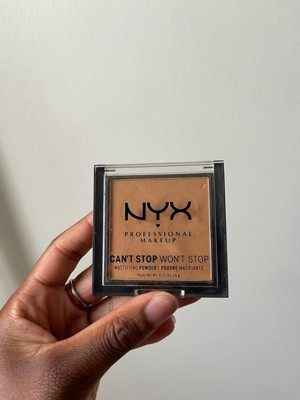 NYX
PROFESSIONAL
MAKEUP
CAN'T STOP WON'T STOP
MATTIFYING POWDER | POUDRE MATIFIANTE